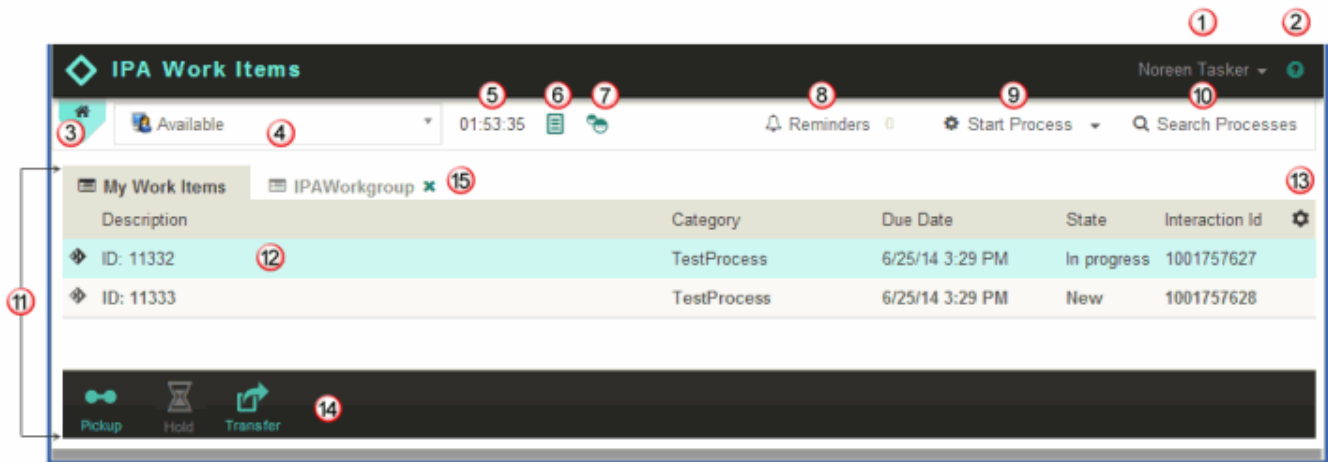 1 2
IPA Work Items Noreen Tasker
3 Available 4 5 01:53:35 6 7 8 Reminders 0 9 Start Process 10 Search Processes
My Work Items IPAWorkgroup 15 13
Description Category Due Date State Interaction Id
ID: 11332 12 TestProcess 6/25/14 3:29 PM In progress 1001757627
11 ID: 11333 TestProcess 6/25/14 3:29 PM New 1001757628
Pickup Hold Transfer 14